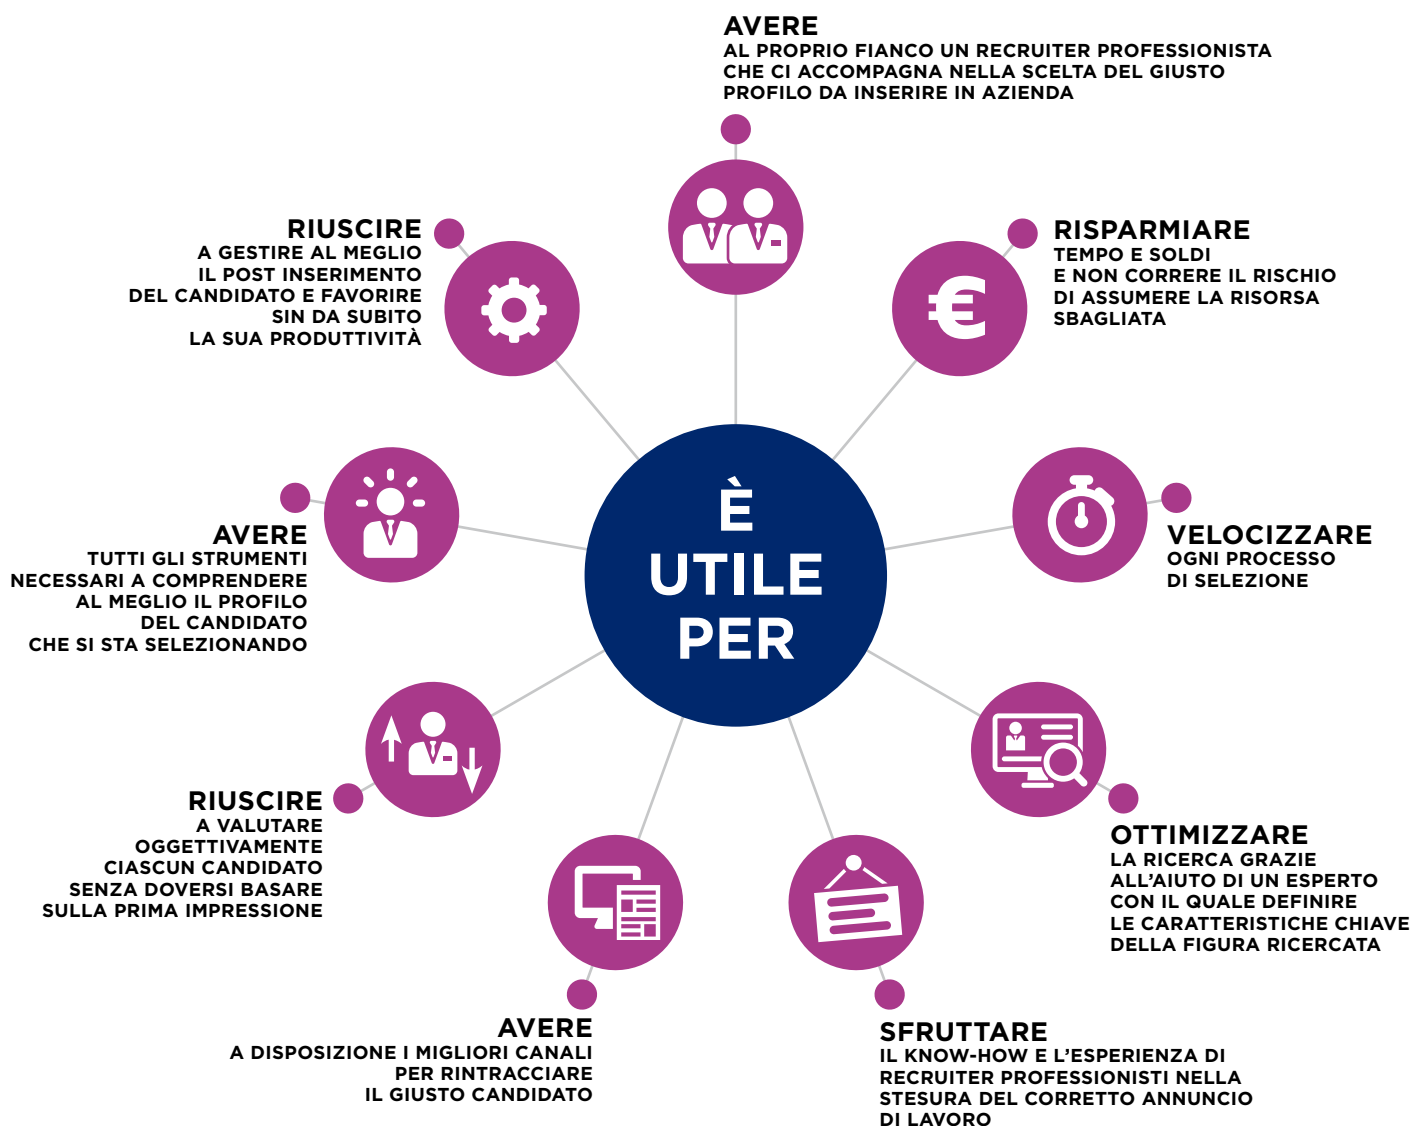 AVERE
AL PROPRIO FIANCO UN RECRUITER PROFESSIONISTA
CHE CI ACCOMPAGNA NELLA SCELTA DEL GIUSTO
PROFILO DA INSERIRE IN AZIENDA
RISPARMIARE
TEMPO E SOLDI
E NON CORRERE IL RISCHIO
DI ASSUMERE LA RISORSA
SBAGLIATA
€
VELOCIZZARE
OGNI PROCESSO
DI SELEZIONE
OTTIMIZZARE
LA RICERCA GRAZIE
ALL'AIUTO DI UN ESPERTO
CON IL QUALE DEFINIRE
LE CARATTERISTICHE CHIAVE
DELLA FIGURA RICERCATA
SFRUTTARE
IL KNOW-HOW E L'ESPERIENZA DI
RECRUITER PROFESSIONISTI NELLA
STESURA DEL CORRETTO ANNUNCIO
DI LAVORO
AVERE
A DISPOSIZIONE I MIGLIORI CANALI
PER RINTRACCIARE
IL GIUSTO CANDIDATO
RIUSCIRE
A VALUTARE
OGGETTIVAMENTE
CIASCUN CANDIDATO
SENZA DOVERSI BASARE
SULLA PRIMA IMPRESSIONE
AVERE
TUTTI GLI STRUMENTI
NECESSARI A COMPRENDERE
AL MEGLIO IL PROFILO
DEL CANDIDATO
CHE SI STA SELEZIONANDO
RIUSCIRE
A GESTIRE AL MEGLIO
IL POST INSERIMENTO
DEL CANDIDATO E FAVORIRE
SIN DA SUBITO
LA SUA PRODUTTIVITÀ
È
UTILE
PER